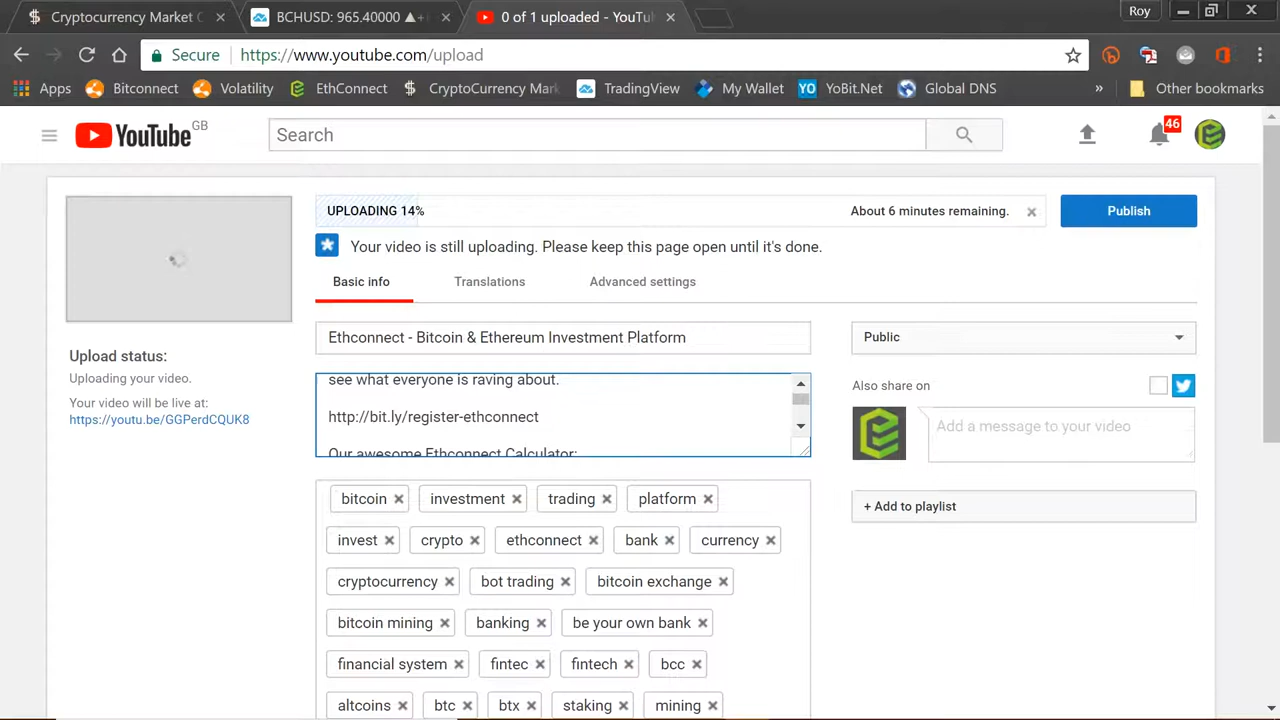 Cryptocurrency Market C
BCHUSD: 965.40000 ▲+
0 of 1 uploaded - YouTu
Roy
Secure https://www.youtube.com/upload
Apps Bitconnect Volatility EthConnect CryptoCurrency Mark TradingView My Wallet YO YoBit.Net Global DNS » Other bookmarks
YouTube GB
Search
46
UPLOADING 14% About 6 minutes remaining.
Publish
Your video is still uploading. Please keep this page open until it's done.
Basic info Translations Advanced settings
Ethconnect - Bitcoin & Ethereum Investment Platform
Public
Upload status:
Uploading your video.
Your video will be live at:
https://youtu.be/GGPerdCQUK8
see what everyone is raving about.
http://bit.ly/register-ethconnect
Our awesome Ethconnect Calculator:
Also share on
Add a message to your video
+ Add to playlist
bitcoin investment trading platform
invest crypto ethconnect bank currency
cryptocurrency bot trading bitcoin exchange
bitcoin mining banking be your own bank
financial system fintec fintech bcc
altcoins btc btx staking mining